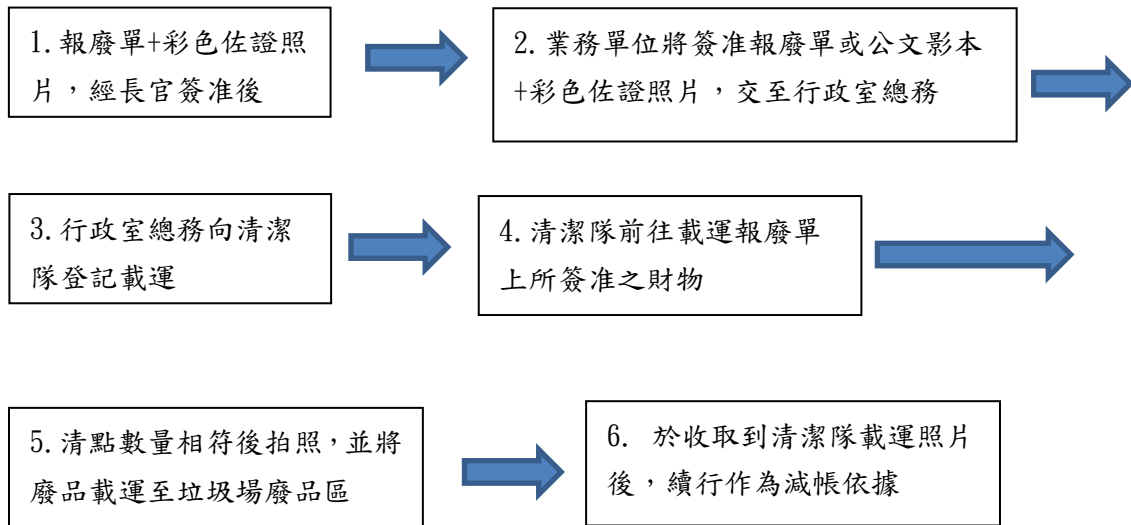 1.報廢單+彩色佐證照
片，經長官簽准後
2.業務單位將簽准報廢單或公文影本
+彩色佐證照片，交至行政室總務
3.行政室總務向清潔
隊登記載運
4.清潔隊前往載運報廢單
上所簽准之財物
5.清點數量相符後拍照，並將
廢品載運至垃圾場廢品區
6. 於收取到清潔隊載運照片
後，續行作為減帳依據